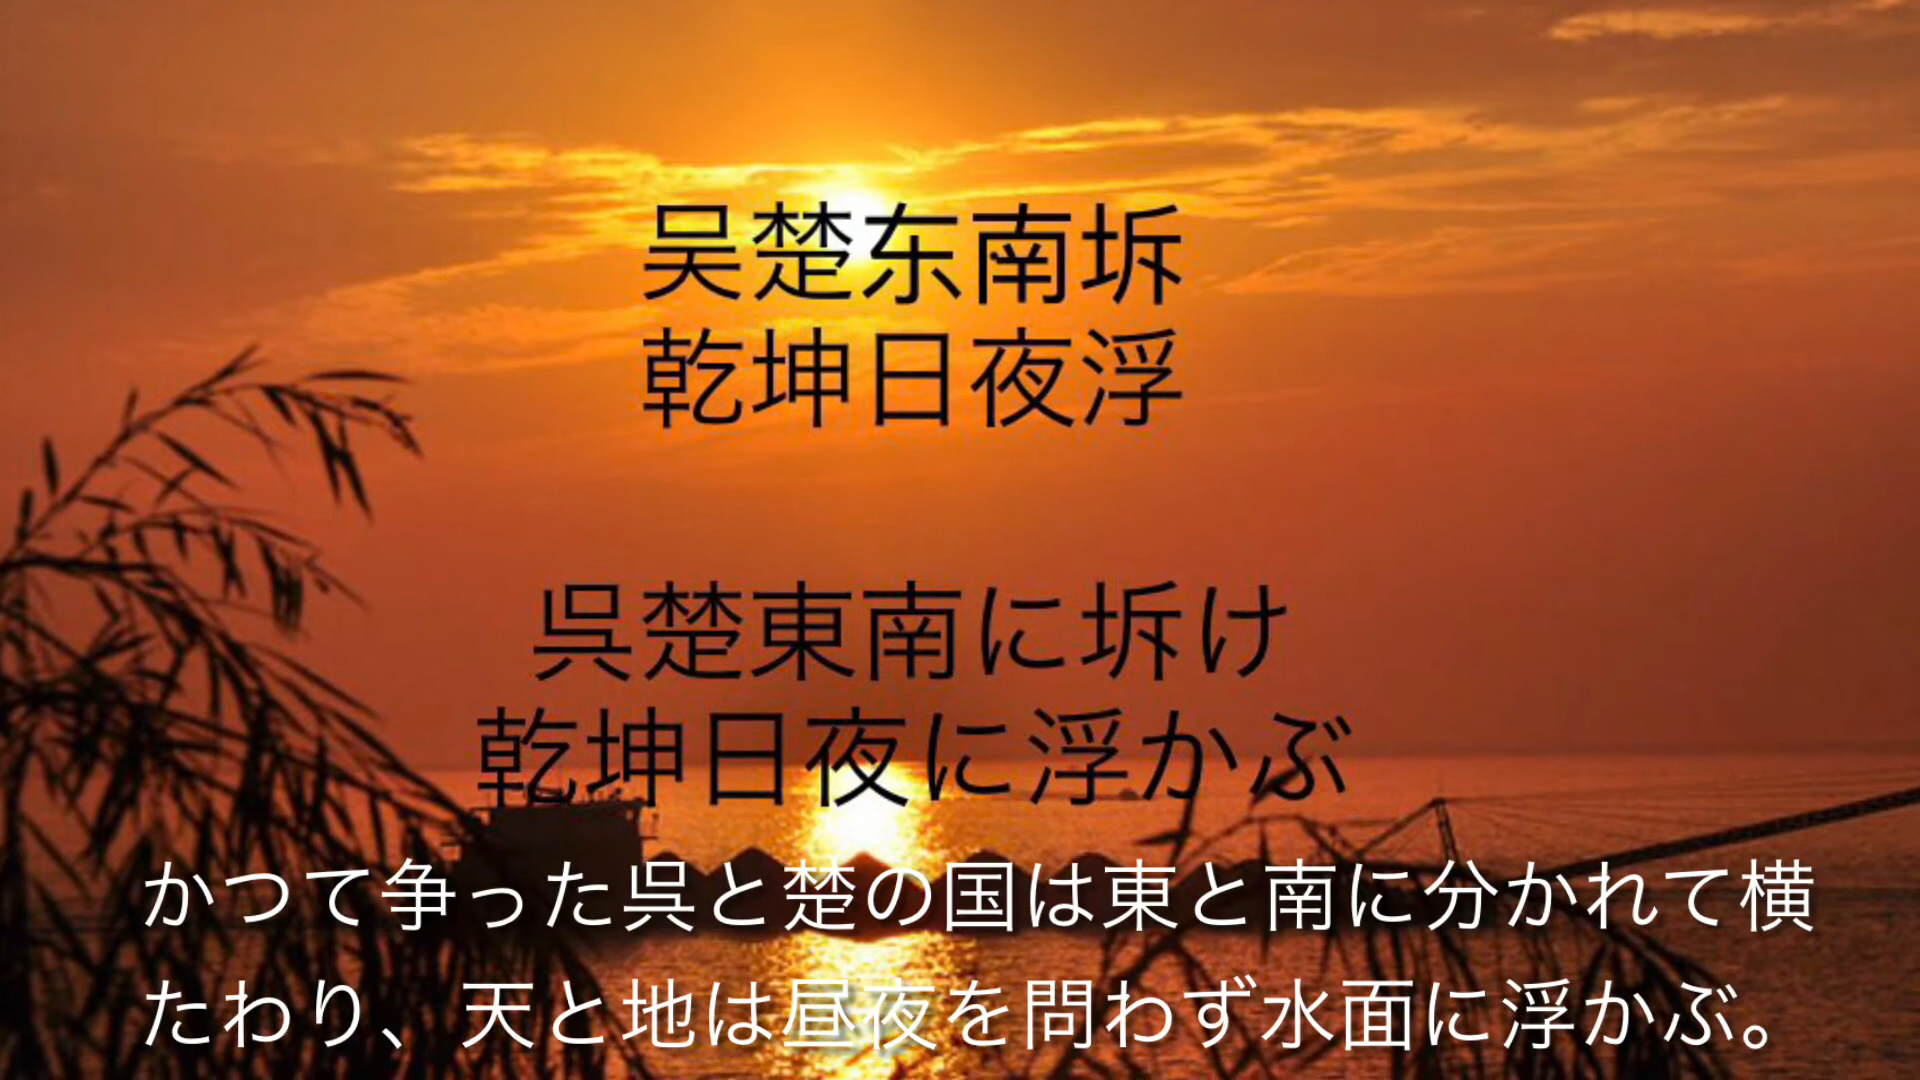 吴楚东南坼
乾坤日夜浮
呉楚東南に坼け
乾坤日夜に浮かぶ
かつて争った呉と楚の国は東と南に分かれて横
たわり、天と地は昼夜を問わず水面に浮かぶ。